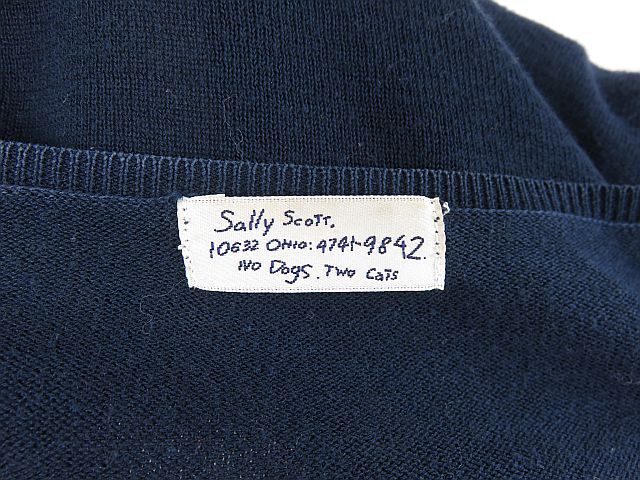 Sally Scott.
10632 Ohio: 4741-9842.
No Dogs. Two Cats